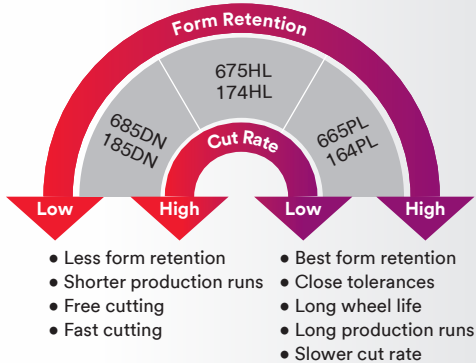 Form Retention
675HL
174HL
685DN
185DN
665PL
164PL
Cut Rate
Low
High
Low
High
● Less form retention
● Shorter production runs
● Free cutting
● Fast cutting
● Best form retention
● Close tolerances
● Long wheel life
● Long production runs
● Slower cut rate